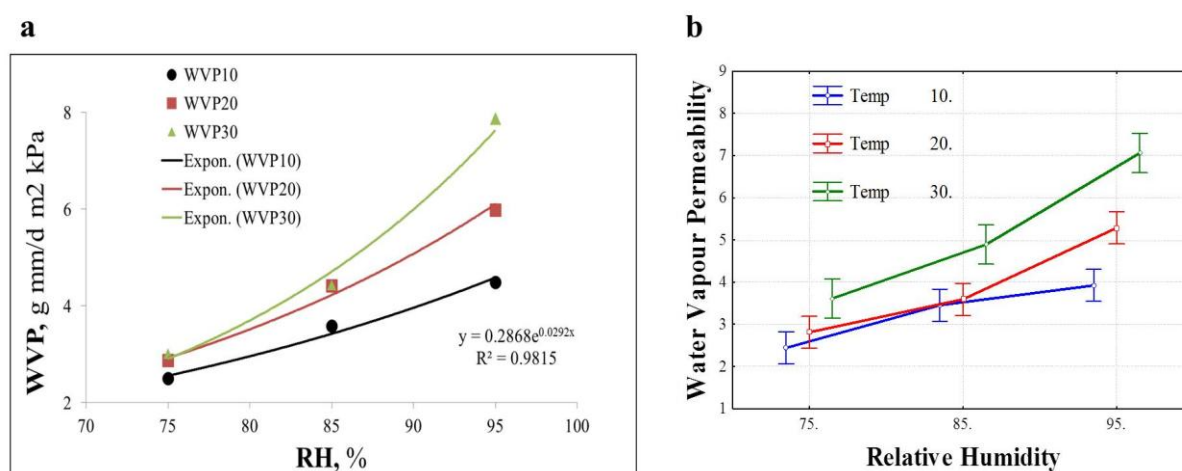 a
WVP10
WVP20
WVP30
Expon. (WVP10)
Expon. (WVP20)
Expon. (WVP30)
8
6
4
2
WVP, g mm/d m2 kPa
y = 0.2868e^0.0292x
R² = 0.9815
70 75 80 85 90 95 100
RH, %
b
9
8
7
6
5
4
3
2
1
Water Vapour Permeability
Temp 10.
Temp 20.
Temp 30.
75. 85. 95.
Relative Humidity